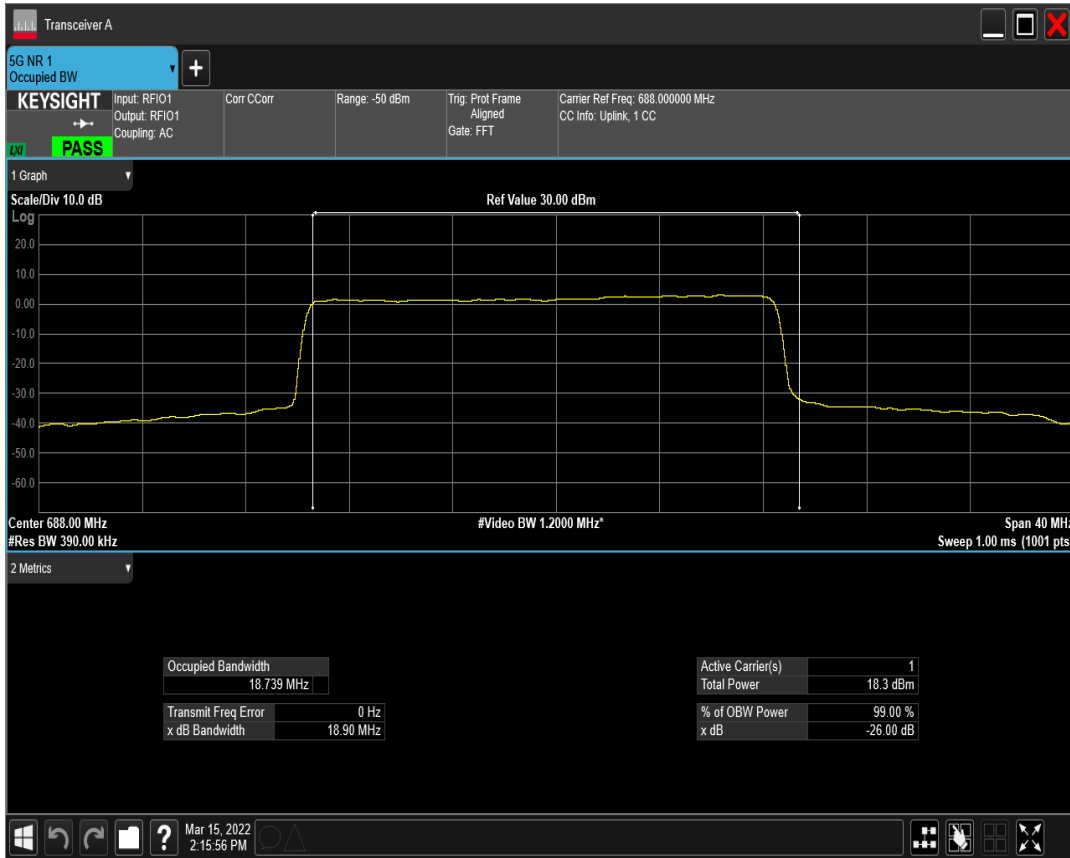 Transceiver A
5G NR 1
Occupied BW
KEYSIGHT
LXI
PASS
Input: RFIO1
Output: RFIO1
Coupling: AC
Corr CCorr
Range: -50 dBm
Trig: Prot Frame
Aligned
Gate: FFT
Carrier Ref Freq: 688.000000 MHz
CC Info: Uplink, 1 CC
1 Graph
Scale/Div 10.0 dB
Ref Value 30.00 dBm
Log
20.0
10.0
0.00
-10.0
-20.0
-30.0
-40.0
-50.0
-60.0
Center 688.00 MHz
#Video BW 1.2000 MHz*
Span 40 MHz
#Res BW 390.00 kHz
Sweep 1.00 ms (1001 pts
2 Metrics
Occupied Bandwidth
18.739 MHz
Transmit Freq Error 0 Hz
x dB Bandwidth 18.90 MHz
Active Carrier(s) 1
Total Power 18.3 dBm
% of OBW Power 99.00 %
x dB -26.00 dB
?
Mar 15, 2022
2:15:56 PM